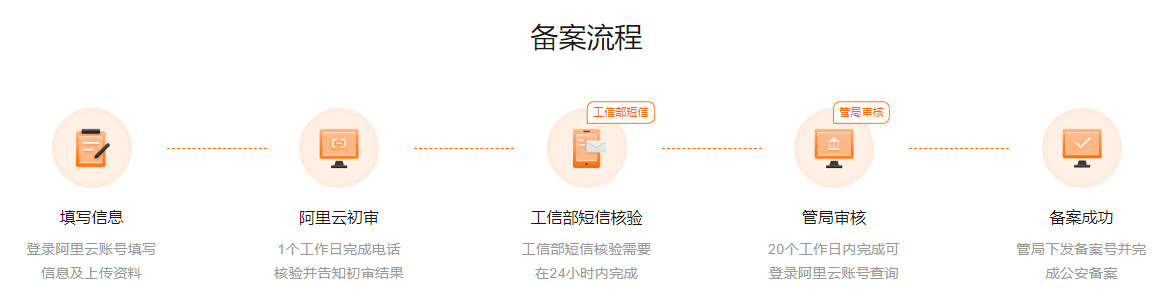 备案流程
工信部短信
管局审核
填写信息
阿里云初审
工信部短信核验
管局审核
备案成功
登录阿里云账号填写
信息及上传资料
1个工作日完成电话
核验并告知初审结果
工信部短信核验需要
在24小时内完成
20个工作日内完成可
登录阿里云账号查询
管局下发备案号并完
成公安备案